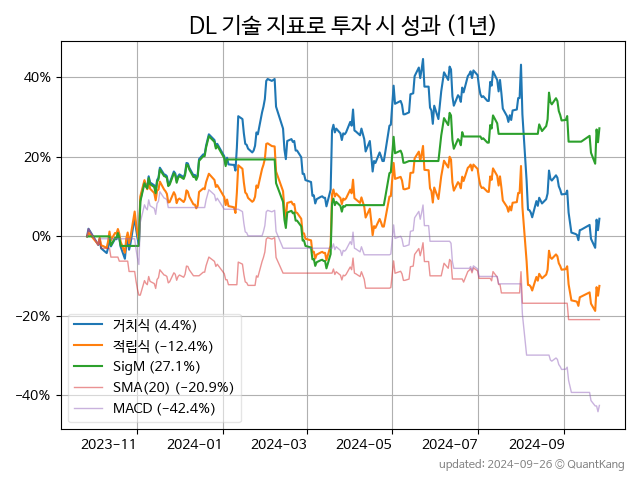 DL 기술 지표로 투자 시 성과 (1년)
40%
20%
0%
−20%
−40%
거치식 (4.4%)
적립식 (−12.4%)
SigM (27.1%)
SMA(20) (−20.9%)
MACD (−42.4%)
2023-11
2024-01
2024-03
2024-05
2024-07
2024-09
updated: 2024-09-26 © QuantKang